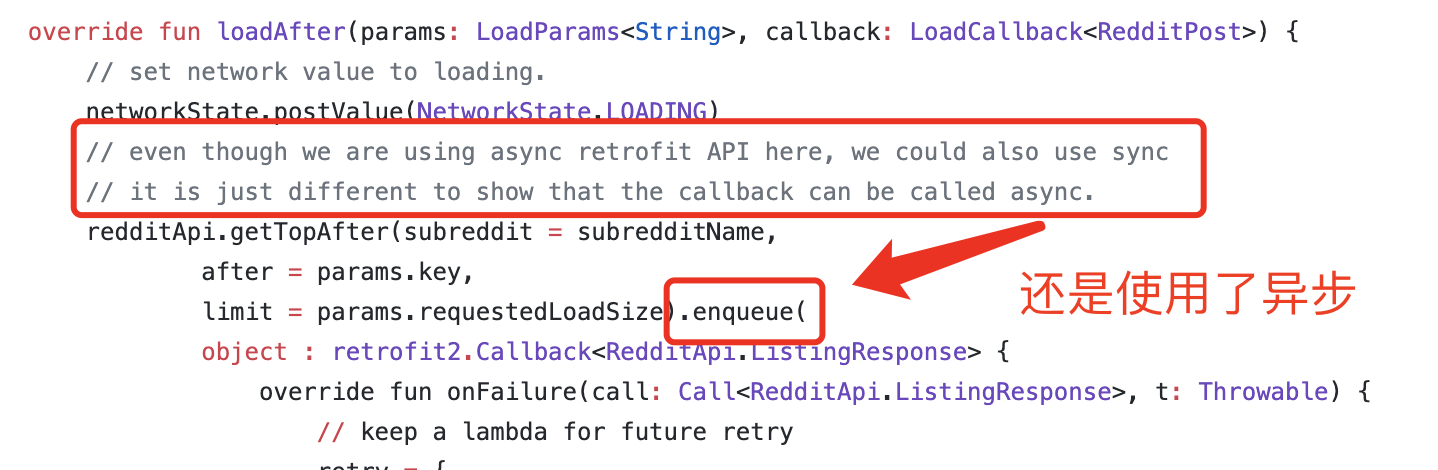 override fun loadAfter(params: LoadParams<String>, callback: LoadCallback<RedditPost>) {
// set network value to loading.
networkState.postValue(NetworkState.LOADING)
// even though we are using async retrofit API here, we could also use sync
// it is just different to show that the callback can be called async.
redditApi.getTopAfter(subreddit = subredditName,
after = params.key,
limit = params.requestedLoadSize).enqueue(
还是使用了异步
object : retrofit2.Callback<RedditApi.ListingResponse> {
override fun onFailure(call: Call<RedditApi.ListingResponse>, t: Throwable) {
// keep a lambda for future retry
retry = {